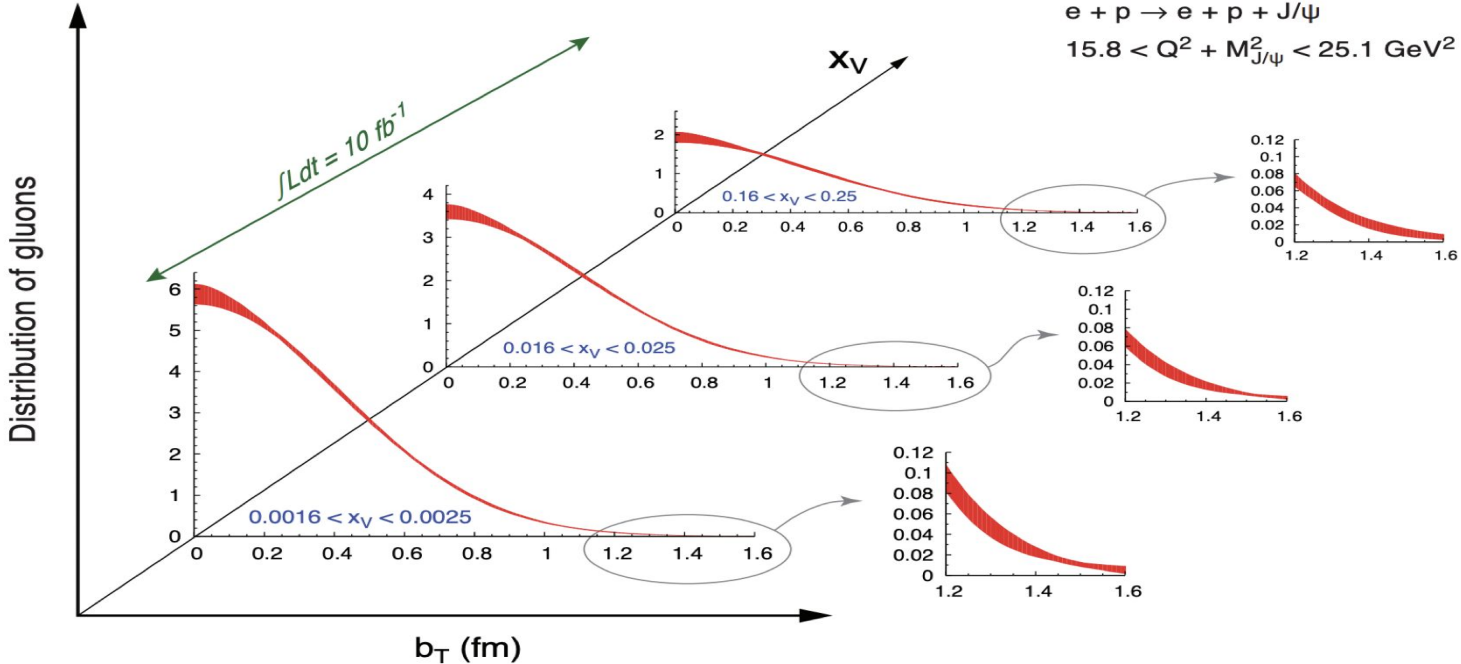 e + p → e + p + J/ψ
15.8 < Q² + M²J/ψ < 25.1 GeV²
xV
∫Ldt = 10 fb⁻¹
Distribution of gluons
2
1
0
0.16 < xV < 0.25
0 0.2 0.4 0.6 0.8 1 1.2 1.4 1.6
0.12
0.1
0.08
0.06
0.04
0.02
0
1.2 1.4 1.6
4
3
2
1
0
0.016 < xV < 0.025
0 0.2 0.4 0.6 0.8 1 1.2 1.4 1.6
0.12
0.1
0.08
0.06
0.04
0.02
0
1.2 1.4 1.6
6
5
4
3
2
1
0
0.0016 < xV < 0.0025
0 0.2 0.4 0.6 0.8 1 1.2 1.4 1.6
0.12
0.1
0.08
0.06
0.04
0.02
0
1.2 1.4 1.6
bT (fm)